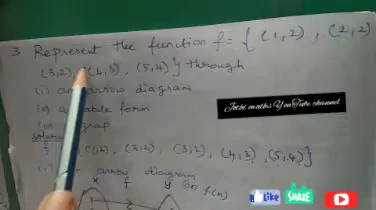 3 Represent the function f = { (1,2) , (2,2)
(3,2) (4,3) , (5,4) } through
(i) an arrow diagram
a table form
Jothi maths YouTube channel
grap
Soluti
(1,2) , (2,2) , (3,2) , (4,3) , (5,4) }
arrow diagram
x f y (or) f(x)
Like SHARE